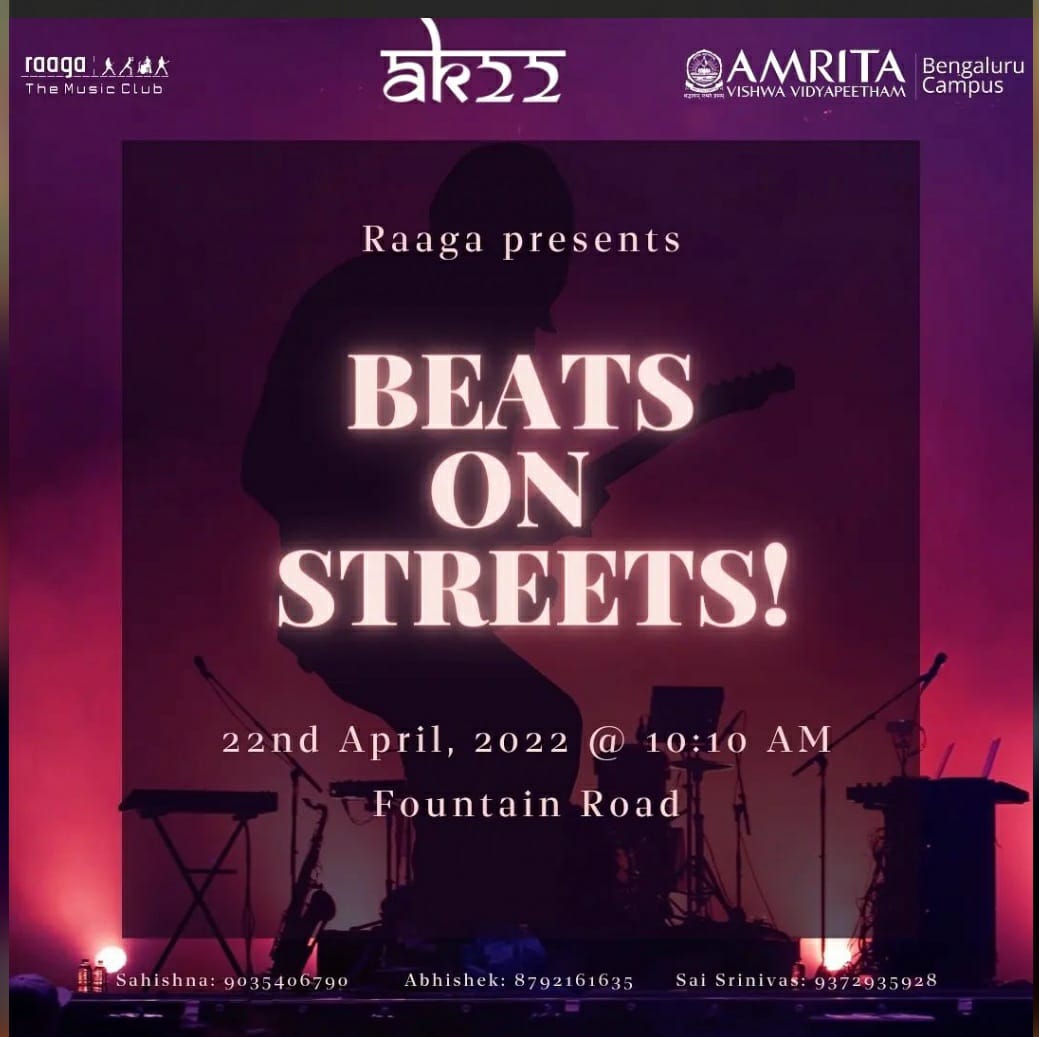 raaga
The Music Club
ak22
AMRITA
VISHWA VIDYAPEETHAM
Bengaluru
Campus
Raaga presents
BEATS
ON
STREETS!
22nd April, 2022 @ 10:10 AM
Fountain Road
Sahishna: 9035406790
Abhishek: 8792161635
Sai Srinivas: 9372935928